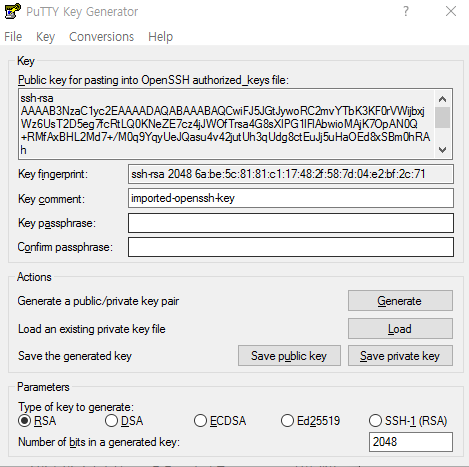 PuTTY Key Generator
File Key Conversions Help
Key
Public key for pasting into OpenSSH authorized_keys file:
ssh-rsa
AAAAB3NzaC1yc2EAAAADAQABAAABAQCwiFJ5JGtJywoRC2mvYTbK3KF0rVWijbxj
Wz6UsT2D5eg7fcRtLQ0KNeZE7cz4jJWOfTrsa4G8sXlPG1lFlAbwioMAjK7OpAN0Q
+RMfAxBHL2Md7+/M0q9YqyUeJQasu4v42jutUh3qUdg8ctEuJj5uHaOEd8xSBm0hRA
h
Key fingerprint: ssh-rsa 2048 6a:be:5c:81:81:c1:17:48:2f:58:7d:04:e2:bf:2c:71
Key comment: imported-openssh-key
Key passphrase:
Confirm passphrase:
Actions
Generate a public/private key pair Generate
Load an existing private key file Load
Save the generated key Save public key Save private key
Parameters
Type of key to generate:
RSA DSA ECDSA Ed25519 SSH-1 (RSA)
Number of bits in a generated key: 2048